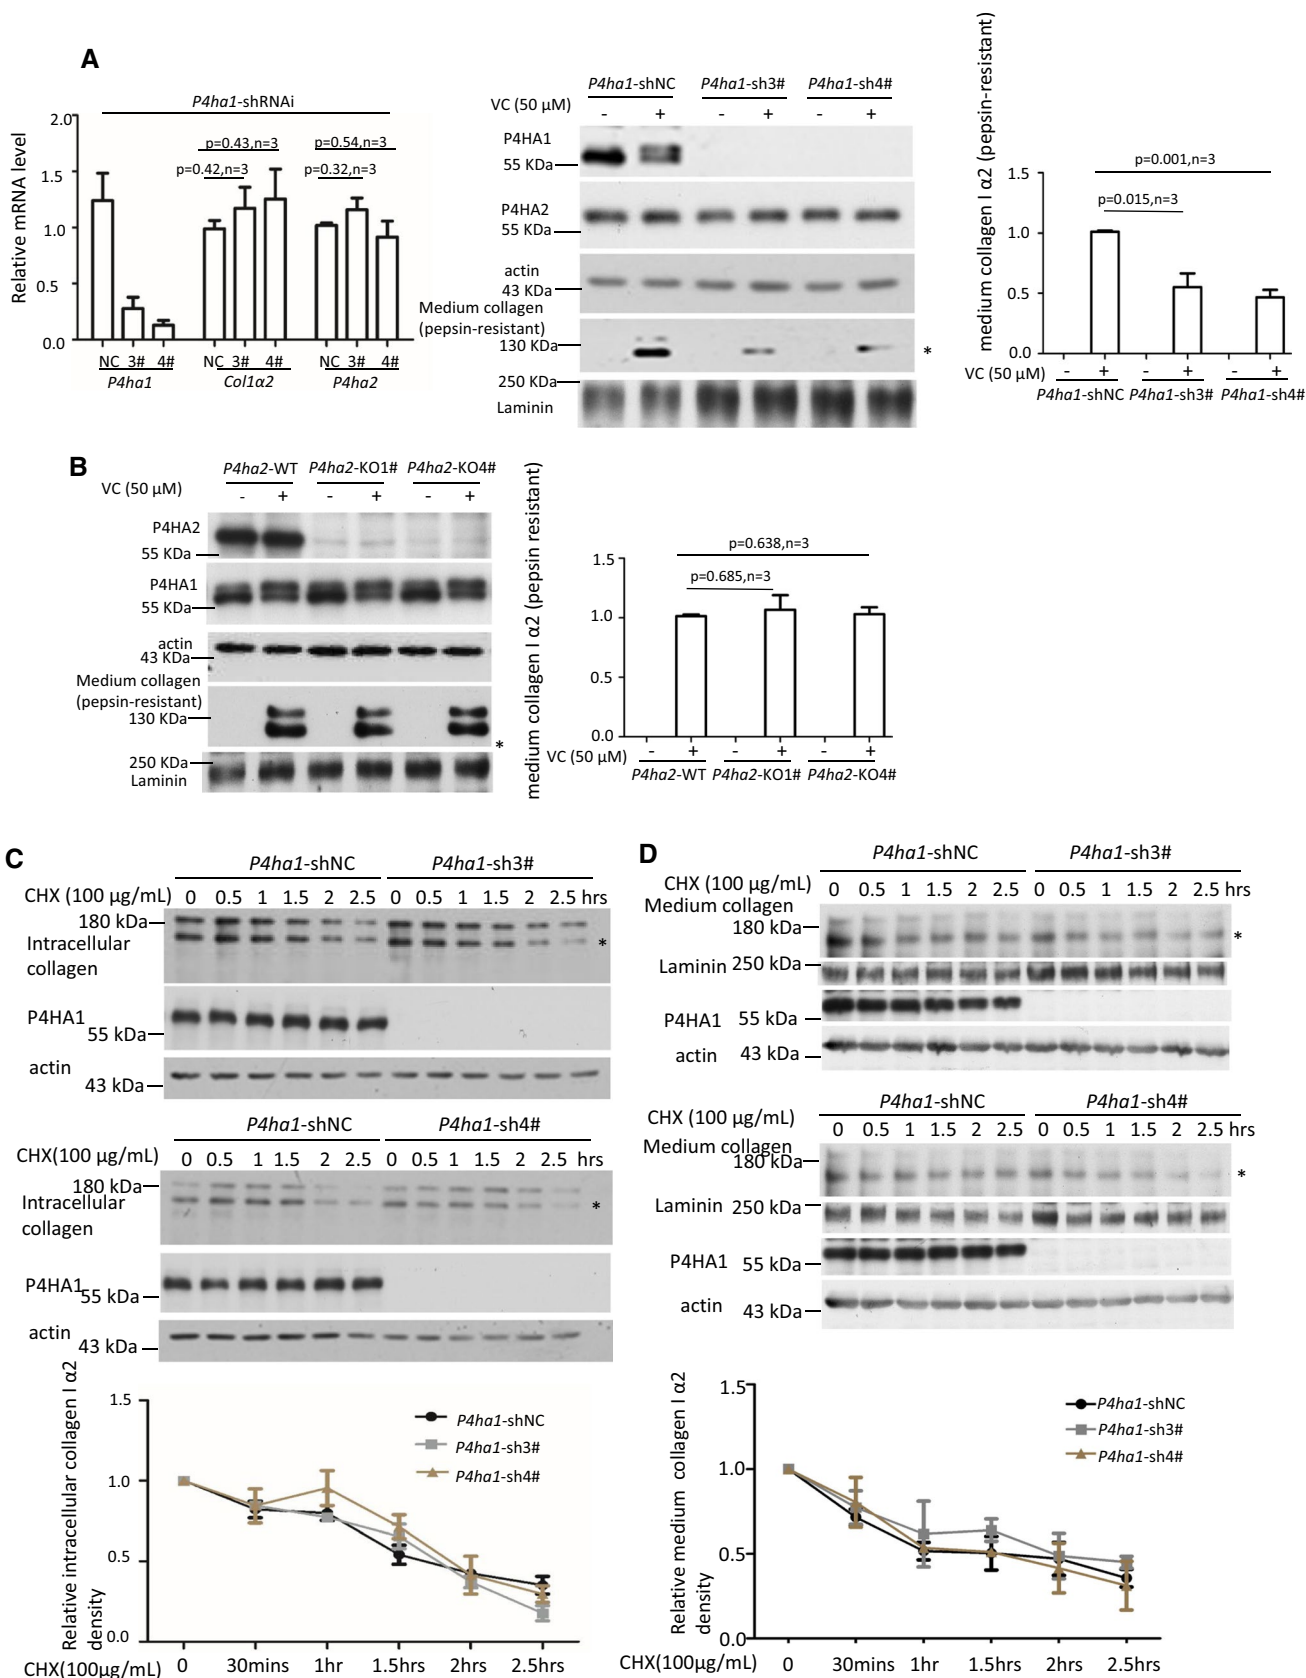 A
P4ha1-shRNAi
Relative mRNA level
2.0
1.5
1.0
0.5
0.0
p=0.43,n=3
p=0.42,n=3
p=0.54,n=3
p=0.32,n=3
NC 3# 4# NC 3# 4# NC 3# 4#
P4ha1 Col1α2 P4ha2
P4ha1-shNC P4ha1-sh3# P4ha1-sh4#
VC (50 μM) - + - + - +
P4HA1
55 KDa
P4HA2
55 KDa
actin
43 KDa
Medium collagen
(pepsin-resistant)
130 KDa
*
250 KDa
Laminin
medium collagen I α2 (pepsin-resistant)
1.5
1.0
0.5
0.0
p=0.001,n=3
p=0.015,n=3
VC (50 μM) - + - + - +
P4ha1-shNC P4ha1-sh3# P4ha1-sh4#
B
P4ha2-WT P4ha2-KO1# P4ha2-KO4#
VC (50 μM) - + - + - +
P4HA2
55 KDa
P4HA1
55 KDa
actin
43 KDa
Medium collagen
(pepsin-resistant)
130 KDa
*
250 KDa
Laminin
medium collagen I α2 (pepsin resistant)
1.5
1.0
0.5
0.0
p=0.638,n=3
p=0.685,n=3
VC (50 μM) - + - + - +
P4ha2-WT P4ha2-KO1# P4ha2-KO4#
C
P4ha1-shNC P4ha1-sh3#
CHX (100 μg/mL) 0 0.5 1 1.5 2 2.5 0 0.5 1 1.5 2 2.5 hrs
180 kDa
Intracellular
collagen
*
P4HA1
55 kDa
actin
43 kDa
P4ha1-shNC P4ha1-sh4#
CHX(100 μg/mL) 0 0.5 1 1.5 2 2.5 0 0.5 1 1.5 2 2.5 hrs
180 kDa
Intracellular
collagen
*
P4HA1
55 kDa
actin
43 kDa
Relative intracellular collagen I α2
density
1.5
1.0
0.5
0.0
P4ha1-shNC
P4ha1-sh3#
P4ha1-sh4#
CHX(100μg/mL) 0 30mins 1hr 1.5hrs 2hrs 2.5hrs
D
P4ha1-shNC P4ha1-sh3#
CHX (100 μg/mL) 0 0.5 1 1.5 2 2.5 0 0.5 1 1.5 2 2.5 hrs
Medium collagen
180 kDa
*
Laminin 250 kDa
P4HA1
55 kDa
actin 43 kDa
P4ha1-shNC P4ha1-sh4#
CHX (100 μg/mL) 0 0.5 1 1.5 2 2.5 0 0.5 1 1.5 2 2.5 hrs
Medium collagen
180 kDa
*
Laminin 250 kDa
P4HA1 55 kDa
actin 43 kDa
Relative medium collagen I α2
density
1.5
1.0
0.5
0.0
P4ha1-shNC
P4ha1-sh3#
P4ha1-sh4#
CHX(100μg/mL) 0 30mins 1hr 1.5hrs 2hrs 2.5hrs